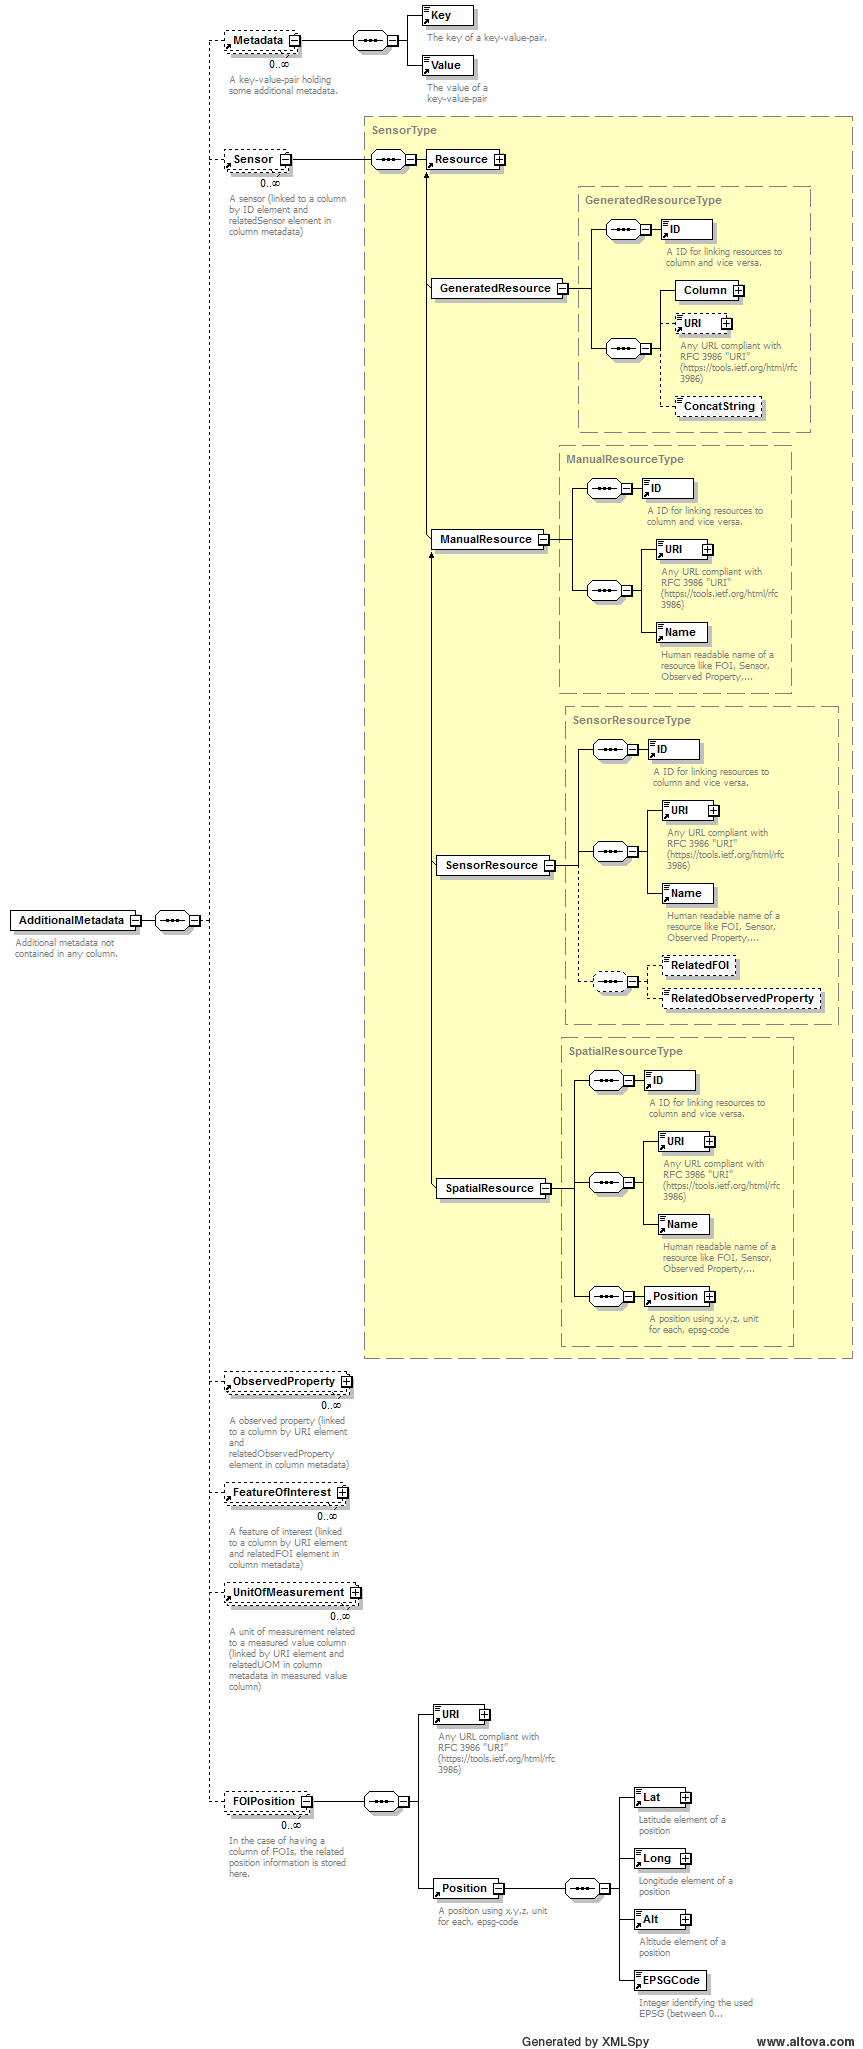 Key
The key of a key-value-pair.
Metadata
0..∞
A key-value-pair holding
some additional metadata.
Value
The value of a
key-value-pair
SensorType
Sensor
0..∞
A sensor (linked to a column
by ID element and
relatedSensor element in
column metadata)
Resource
GeneratedResourceType
ID
A ID for linking resources to
column and vice versa.
GeneratedResource
Column
URI
Any URL compliant with
RFC 3986 "URI"
(https://tools.ietf.org/html/rfc
3986)
ConcatString
ManualResourceType
ID
A ID for linking resources to
column and vice versa.
ManualResource
URI
Any URL compliant with
RFC 3986 "URI"
(https://tools.ietf.org/html/rfc
3986)
Name
Human readable name of a
resource like FOI, Sensor,
Observed Property,...
SensorResourceType
ID
A ID for linking resources to
column and vice versa.
URI
Any URL compliant with
RFC 3986 "URI"
(https://tools.ietf.org/html/rfc
3986)
SensorResource
Name
Human readable name of a
resource like FOI, Sensor,
Observed Property,...
AdditionalMetadata
Additional metadata not
contained in any column.
RelatedFOI
RelatedObservedProperty
SpatialResourceType
ID
A ID for linking resources to
column and vice versa.
URI
Any URL compliant with
RFC 3986 "URI"
(https://tools.ietf.org/html/rfc
3986)
SpatialResource
Name
Human readable name of a
resource like FOI, Sensor,
Observed Property,...
Position
A position using x,y,z, unit
for each, epsg-code
ObservedProperty
0..∞
A observed property (linked
to a column by URI element
and
relatedObservedProperty
element in column metadata)
FeatureOfInterest
0..∞
A feature of interest (linked
to a column by URI element
and relatedFOI element in
column metadata)
UnitOfMeasurement
0..∞
A unit of measurement related
to a measured value column
(linked by URI element and
relatedUOM in column
metadata in measured value
column)
URI
Any URL compliant with
RFC 3986 "URI"
(https://tools.ietf.org/html/rfc
3986)
FOIPosition
0..∞
In the case of having a
column of FOIs, the related
position information is stored
here.
Lat
Latitude element of a
position
Long
Longitude element of a
position
Position
A position using x,y,z, unit
for each, epsg-code
Alt
Altitude element of a
position
EPSGCode
Integer identifying the used
EPSG (between 0...
Generated by XMLSpy
www.altova.com